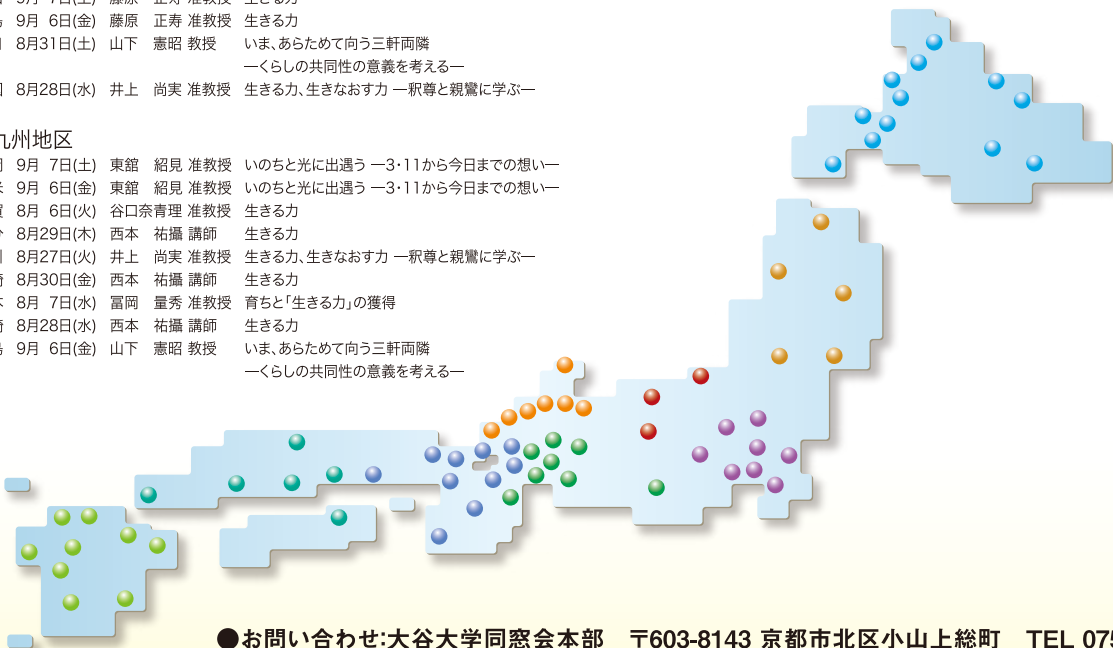 9月 6日(金) 藤原 正寿 准教授 生きる力
8月31日(土) 山下 憲昭 教授 いま、あらためて向う三軒両隣
―くらしの共同性の意義を考える―
8月28日(水) 井上 尚実 准教授 生きる力、生きなおす力 ―釈尊と親鸞に学ぶ―
九州地区
9月 7日(土) 東舘 紹見 准教授 いのちと光に出遇う ―3・11から今日までの想い―
9月 6日(金) 東舘 紹見 准教授 いのちと光に出遇う ―3・11から今日までの想い―
8月 6日(火) 谷口奈青理 准教授 生きる力
8月29日(木) 西本 祐攝 講師 生きる力
8月27日(火) 井上 尚実 准教授 生きる力、生きなおす力 ―釈尊と親鸞に学ぶ―
8月30日(金) 西本 祐攝 講師 生きる力
8月 7日(水) 冨岡 量秀 准教授 育ちと「生きる力」の獲得
8月28日(水) 西本 祐攝 講師 生きる力
9月 6日(金) 山下 憲昭 教授 いま、あらためて向う三軒両隣
―くらしの共同性の意義を考える―
●お問い合わせ:大谷大学同窓会本部 〒603-8143 京都市北区小山上総町 TEL 075